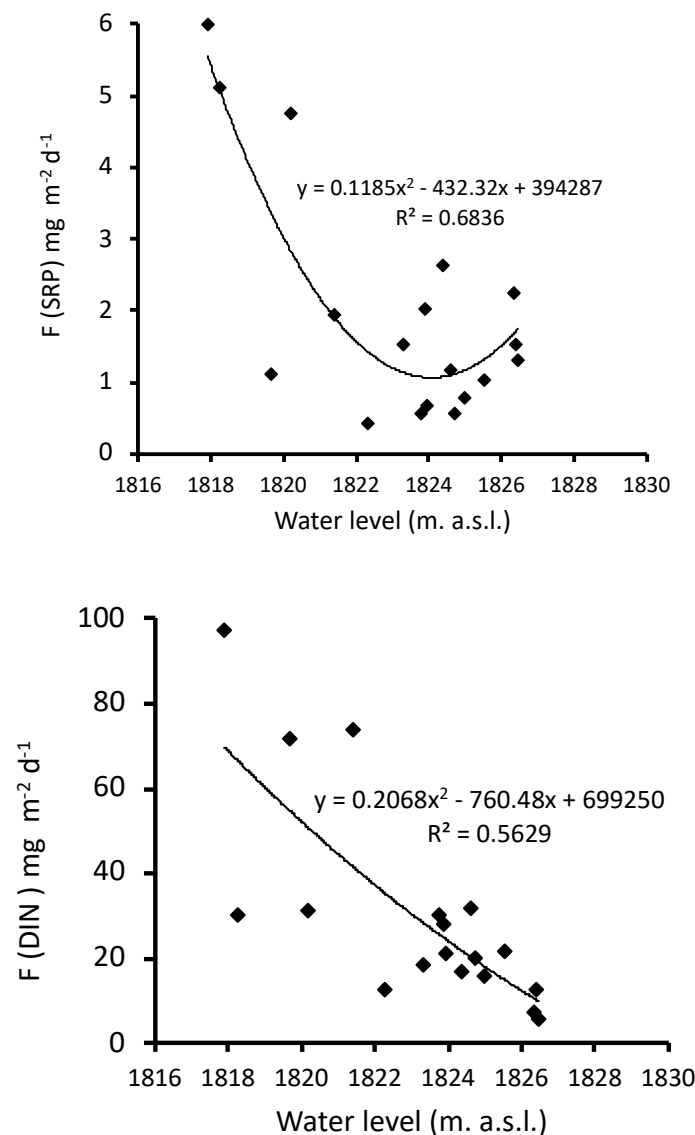 6
5
4
3
2
1
0
F (SRP) mg m⁻² d⁻¹
y = 0.1185x² - 432.32x + 394287
R² = 0.6836
1816 1818 1820 1822 1824 1826 1828 1830
Water level (m. a.s.l.)
100
80
60
40
20
0
F (DIN ) mg m⁻² d⁻¹
y = 0.2068x² - 760.48x + 699250
R² = 0.5629
1816 1818 1820 1822 1824 1826 1828 1830
Water level (m. a.s.l.)